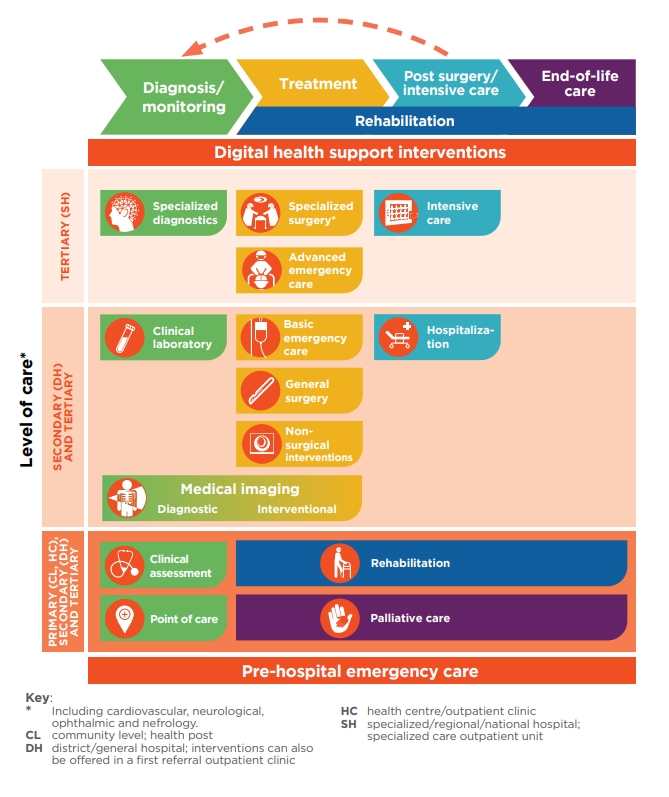 Diagnosis/
monitoring
Treatment
Post surgery/
intensive care
End-of-life
care
Rehabilitation
Digital health support interventions
Level of care*
TERTIARY (SH)
Specialized
diagnostics
Specialized
surgery*
Intensive
care
Advanced
emergency
care
SECONDARY (DH)
AND TERTIARY
Clinical
laboratory
Basic
emergency
care
Hospitaliza-
tion
General
surgery
Non-
surgical
interventions
Medical imaging
Diagnostic Interventional
PRIMARY (CL, HC),
SECONDARY (DH)
AND TERTIARY
Clinical
assessment
Rehabilitation
Point of care
Palliative care
Pre-hospital emergency care
Key:
* Including cardiovascular, neurological,
ophthalmic and nefrology.
CL community level; health post
DH district/general hospital; interventions can also
be offered in a first referral outpatient clinic
HC health centre/outpatient clinic
SH specialized/regional/national hospital;
specialized care outpatient unit